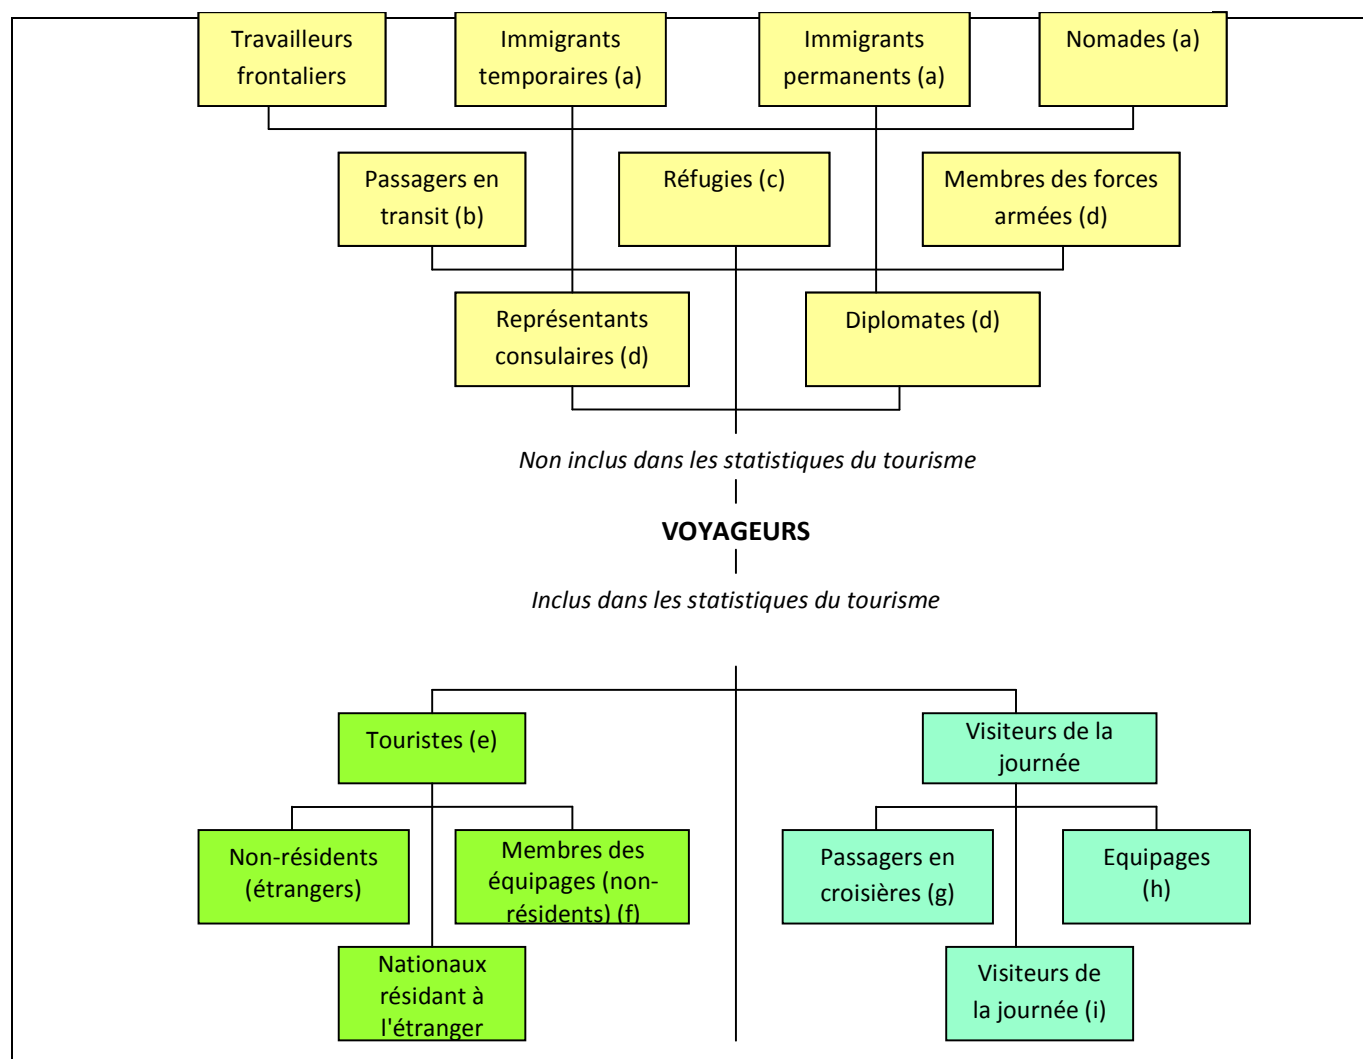 Travailleurs
frontaliers
Immigrants
temporaires (a)
Immigrants
permanents (a)
Nomades (a)
Passagers en
transit (b)
Réfugies (c)
Membres des forces
armées (d)
Représentants
consulaires (d)
Diplomates (d)
Non inclus dans les statistiques du tourisme
VOYAGEURS
Inclus dans les statistiques du tourisme
Touristes (e)
Visiteurs de la
journée
Non-résidents
(étrangers)
Membres des
équipages (non-
résidents) (f)
Passagers en
croisières (g)
Equipages
(h)
Nationaux
résidant à
l'étranger
Visiteurs de
la journée (i)